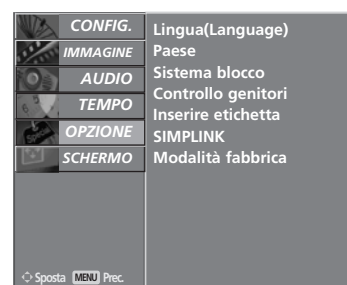 CONFIG.
IMMAGINE
AUDIO
TEMPO
OPZIONE
SCHERMO
Lingua(Language)
Paese
Sistema blocco
Controllo genitori
Inserire etichetta
SIMPLINK
Modalità fabbrica
Sposta MENU Prec.